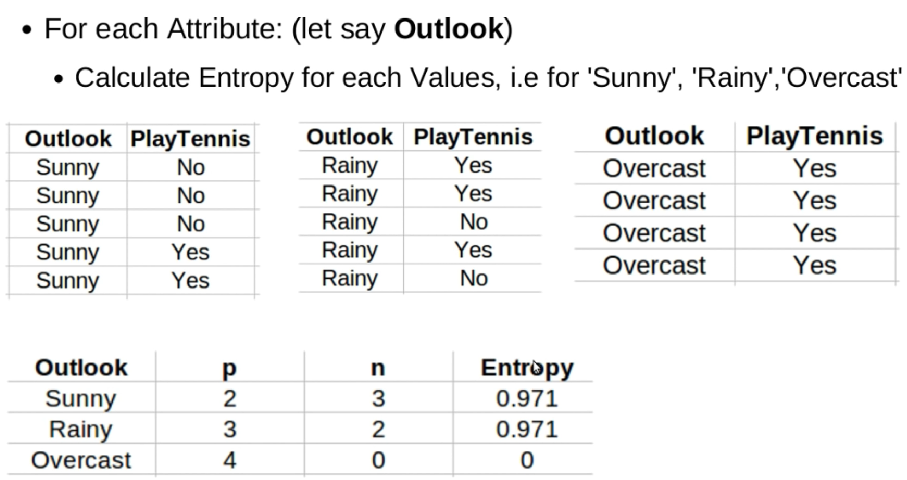 For each Attribute: (let say Outlook)
Calculate Entropy for each Values, i.e for 'Sunny', 'Rainy','Overcast'
Outlook PlayTennis
Sunny No
Sunny No
Sunny No
Sunny Yes
Sunny Yes
Outlook PlayTennis
Rainy Yes
Rainy Yes
Rainy No
Rainy Yes
Rainy No
Outlook PlayTennis
Overcast Yes
Overcast Yes
Overcast Yes
Overcast Yes
Outlook p n Entropy
Sunny 2 3 0.971
Rainy 3 2 0.971
Overcast 4 0 0